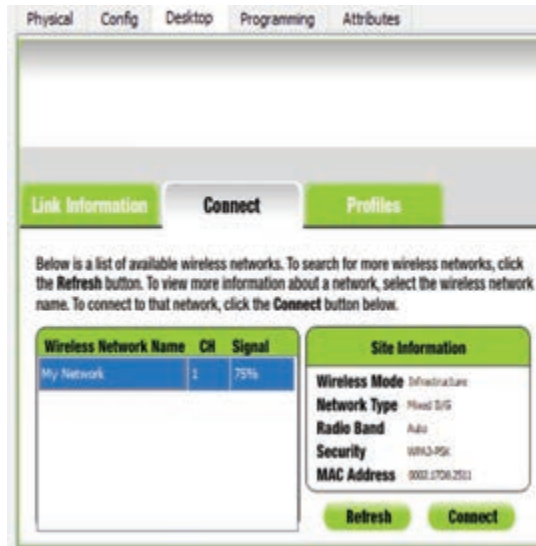 Physical Config Desktop Programming Attributes
Link Information Connect Profiles
Below is a list of available wireless networks. To search for more wireless networks, click
the Refresh button. To view more information about a network, select the wireless network
name. To connect to that network, click the Connect button below.
Wireless Network Name CH Signal
My Network 1 75%
Site Information
Wireless Mode Infrastructure
Network Type Mixed B/G
Radio Band Auto
Security
MAC Address
Refresh Connect